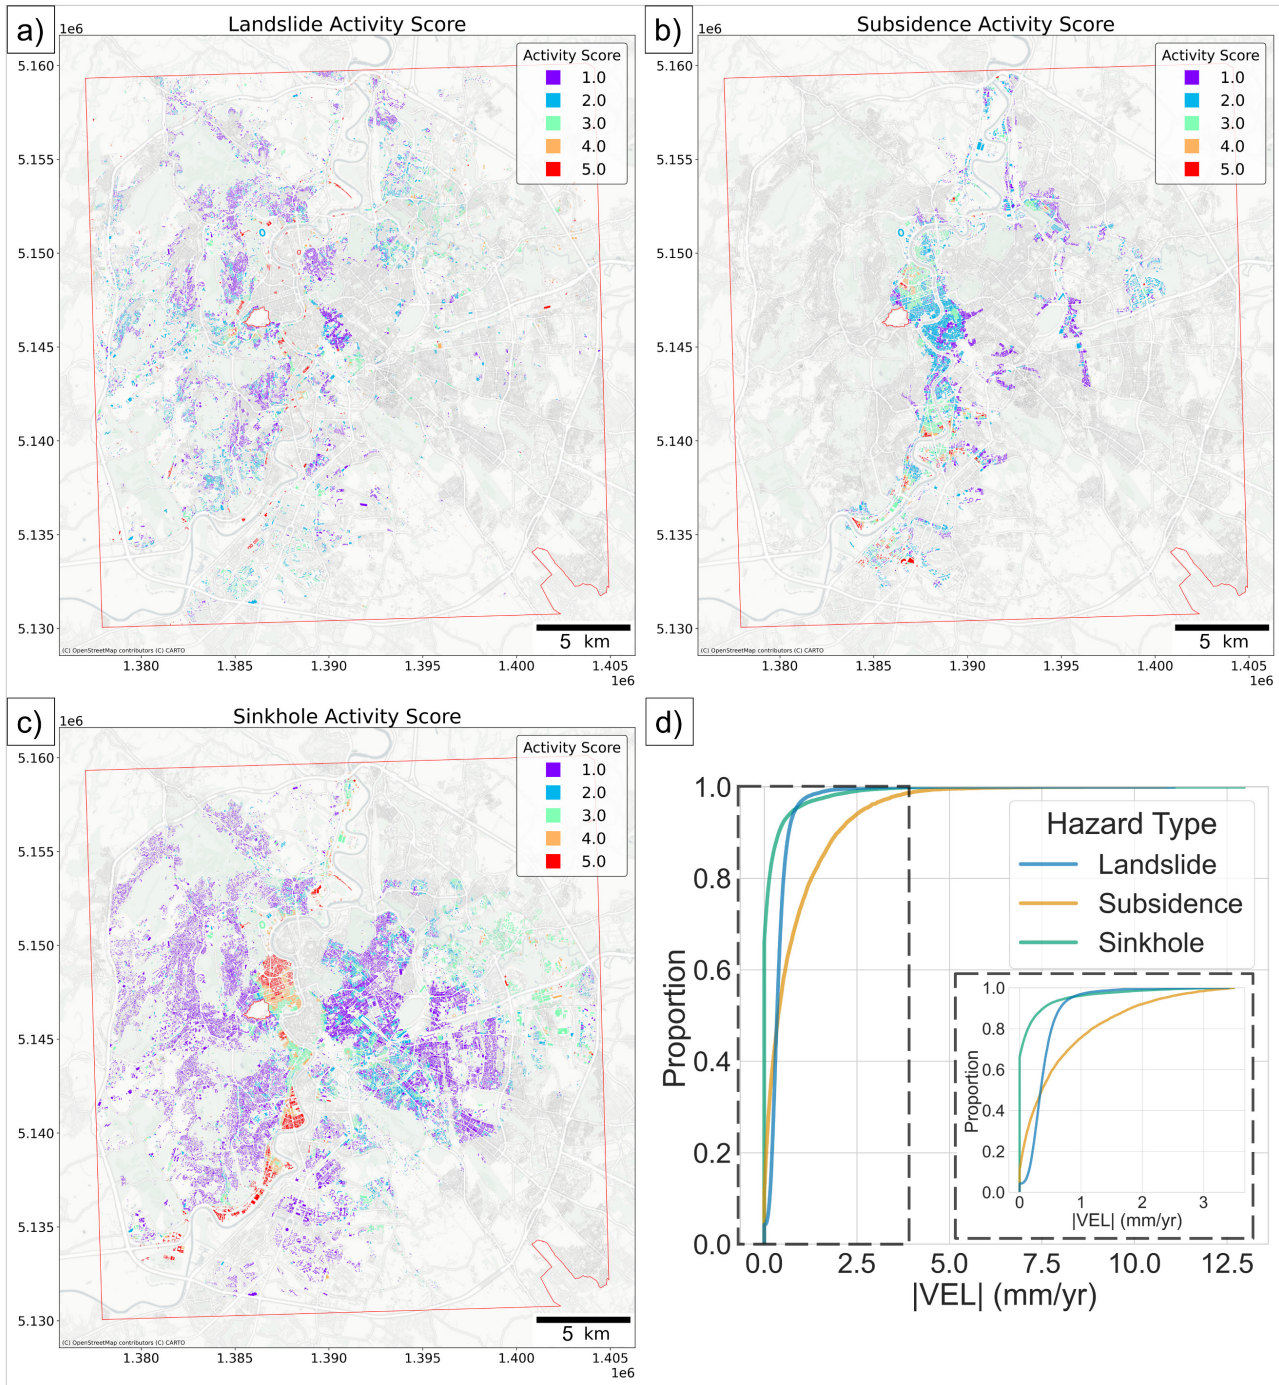 a)
1e6
Landslide Activity Score
Activity Score
1.0
2.0
3.0
4.0
5.0
5.160
5.155
5.150
5.145
5.140
5.135
5.130
5 km
(C) OpenStreetMap contributors (C) CARTO
1.380 1.385 1.390 1.395 1.400 1.405
1e6
b)
1e6
Subsidence Activity Score
Activity Score
1.0
2.0
3.0
4.0
5.0
5.160
5.155
5.150
5.145
5.140
5.135
5.130
5 km
(C) OpenStreetMap contributors (C) CARTO
1.380 1.385 1.390 1.395 1.400 1.405
1e6
c)
1e6
Sinkhole Activity Score
Activity Score
1.0
2.0
3.0
4.0
5.0
5.160
5.155
5.150
5.145
5.140
5.135
5.130
5 km
(C) OpenStreetMap contributors (C) CARTO
1.380 1.385 1.390 1.395 1.400 1.405
1e6
d)
1.0
0.8
0.6
0.4
0.2
0.0
Proportion
Hazard Type
Landslide
Subsidence
Sinkhole
1.0
0.8
0.6
0.4
0.2
0.0
Proportion
0 1 2 3
|VEL| (mm/yr)
0.0 2.5 5.0 7.5 10.0 12.5
|VEL| (mm/yr)